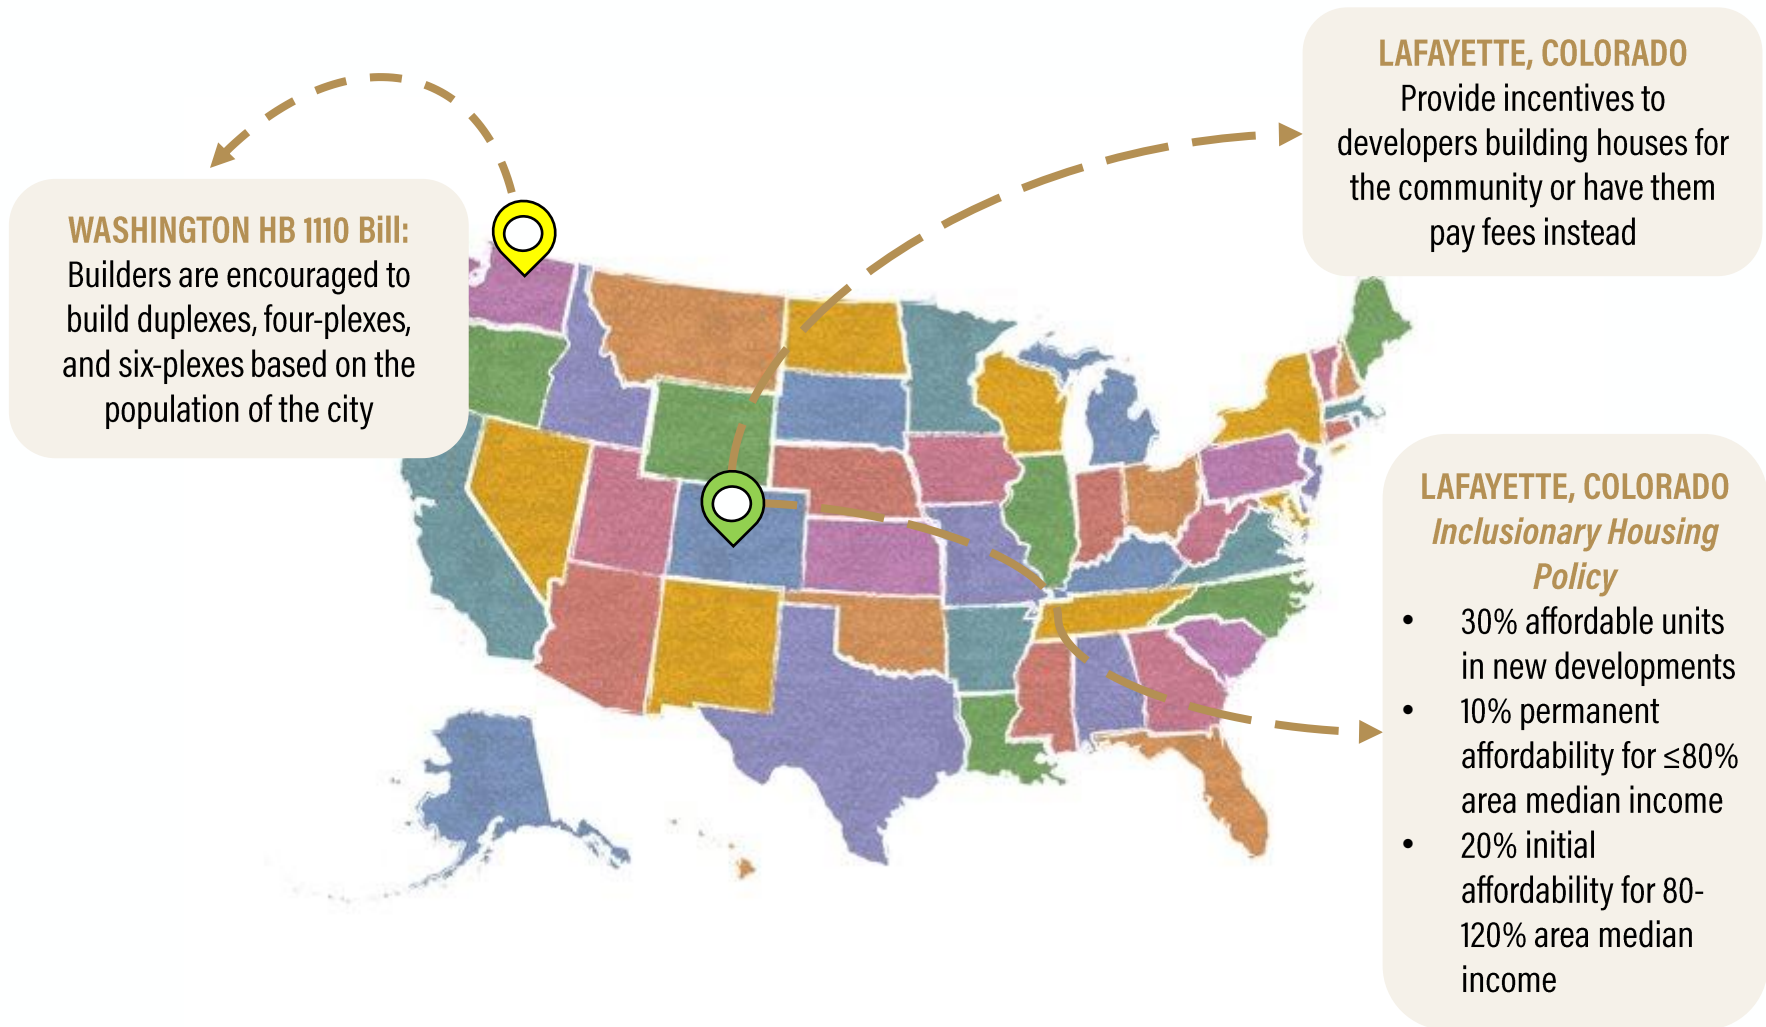 WASHINGTON HB 1110 Bill:
Builders are encouraged to
build duplexes, four-plexes,
and six-plexes based on the
population of the city
LAFAYETTE, COLORADO
Provide incentives to
developers building houses for
the community or have them
pay fees instead
LAFAYETTE, COLORADO
Inclusionary Housing
Policy
• 30% affordable units
in new developments
• 10% permanent
affordability for ≤80%
area median income
• 20% initial
affordability for 80-
120% area median
income